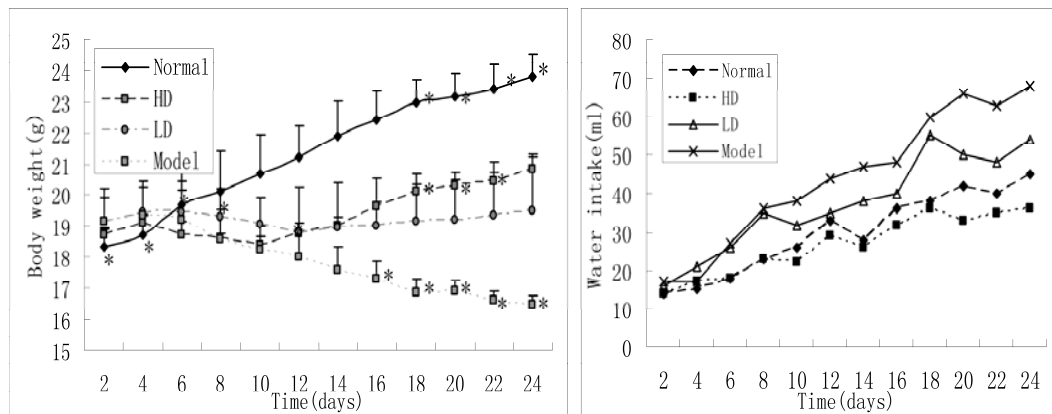 25
24
23
22
21
20
19
18
17
16
15
Body weight(g)
Normal
HD
LD
Model
* * * * * * * * * * * * * * *
2 4 6 8 10 12 14 16 18 20 22 24
Time(days)
80
70
60
50
40
30
20
10
0
Water intake(ml)
Normal
HD
LD
Model
2 4 6 8 10 12 14 16 18 20 22 24
Time(days)